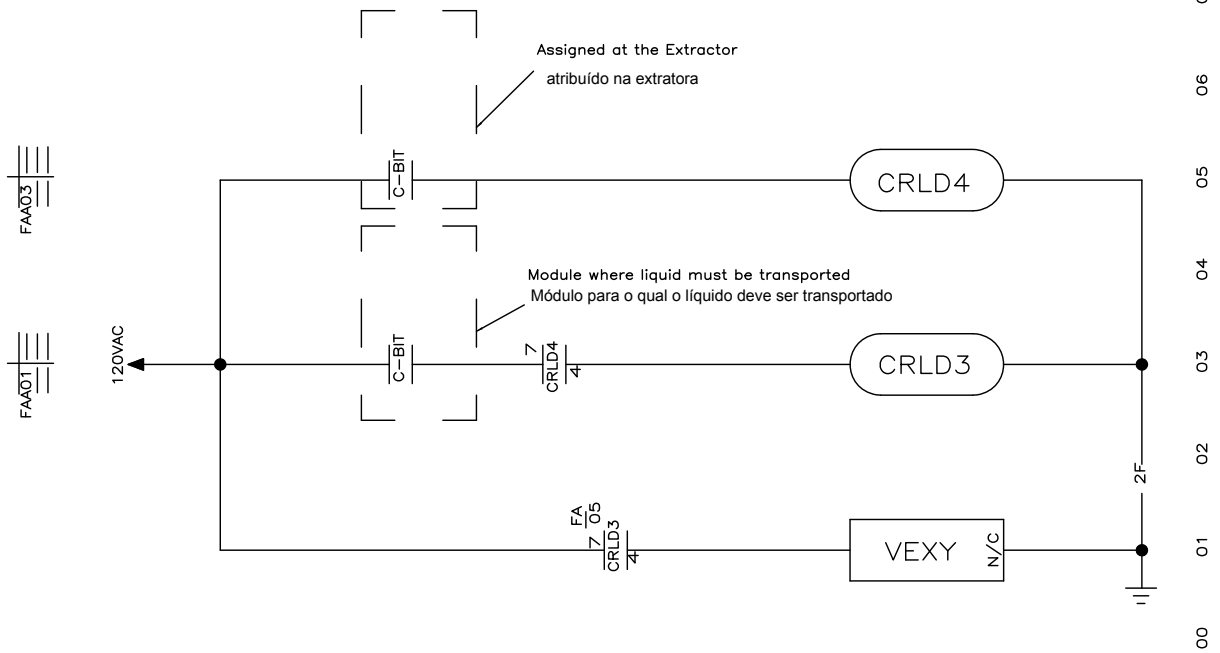 06
Assigned at the Extractor
atribuído na extratora
FAA03
C-BIT
CRLD4
05
04
Module where liquid must be transported
Módulo para o qual o líquido deve ser transportado
FAA01
120VAC
C-BIT
7
CRLD4
4
CRLD3
03
02
2F
FA
05
7
CRLD3
4
VEXY
N/C
01
00